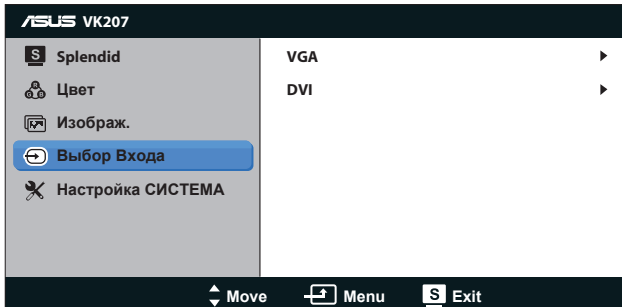 ASUS VK207
S Splendid
Цвет
Изображ.
Выбор Входа
Настройка СИСТЕМА
VGA
DVI
Move Menu S Exit